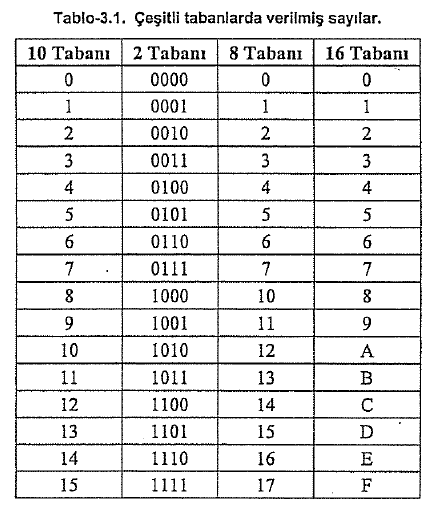 Tablo-3.1. Çeşitli tabanlarda verilmiş sayılar.
10 Tabanı 2 Tabanı 8 Tabanı 16 Tabanı
0 0000 0 0
1 0001 1 1
2 0010 2 2
3 0011 3 3
4 0100 4 4
5 0101 5 5
6 0110 6 6
7 0111 7 7
8 1000 10 8
9 1001 11 9
10 1010 12 A
11 1011 13 B
12 1100 14 C
13 1101 15 D
14 1110 16 E
15 1111 17 F